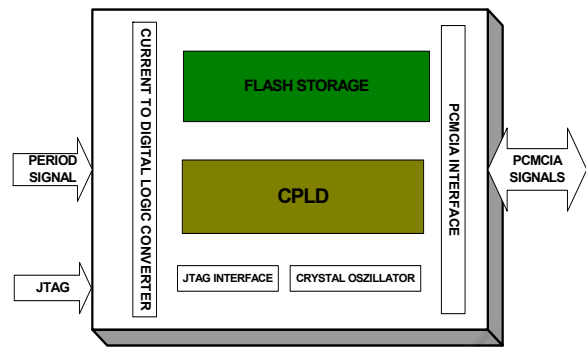 CURRENT TO DIGITAL LOGIC CONVERTER
FLASH STORAGE
PCMCIA INTERFACE
PERIOD
SIGNAL
CPLD
PCMCIA
SIGNALS
JTAG
JTAG INTERFACE
CRYSTAL OSZILLATOR